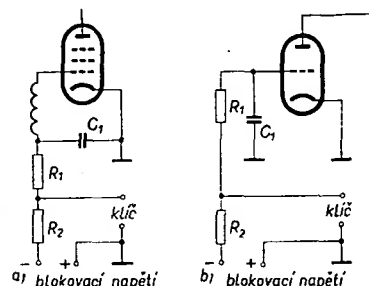 C₁
R₁
klíč
R₂
- +
a) blokovací napětí
R₁
C₁
klíč
R₂
- +
b) blokovací napětí